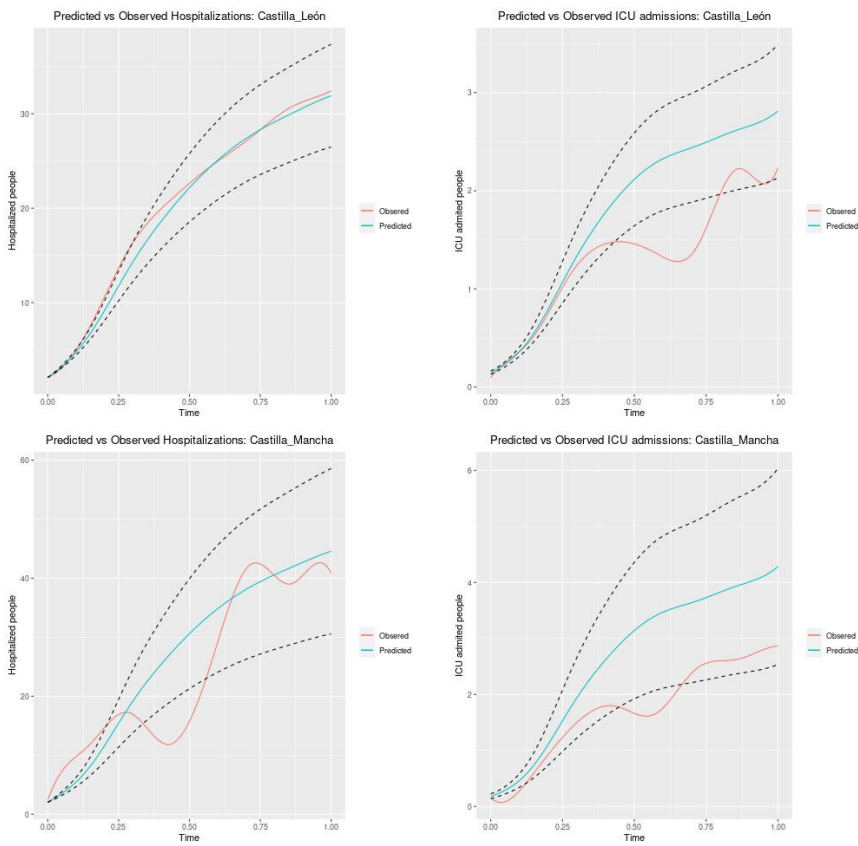 Predicted vs Observed Hospitalizations: Castilla_León
Hospitalized people
30
20
10
0.00 0.25 0.50 0.75 1.00
Time
Obsered
Predicted
Predicted vs Observed ICU admissions: Castilla_León
ICU admited people
3
2
1
0
0.00 0.25 0.50 0.75 1.00
Time
Obsered
Predicted
Predicted vs Observed Hospitalizations: Castilla_Mancha
Hospitalized people
60
40
20
0
0.00 0.25 0.50 0.75 1.00
Time
Obsered
Predicted
Predicted vs Observed ICU admissions: Castilla_Mancha
ICU admited people
6
4
2
0
0.00 0.25 0.50 0.75 1.00
Time
Obsered
Predicted